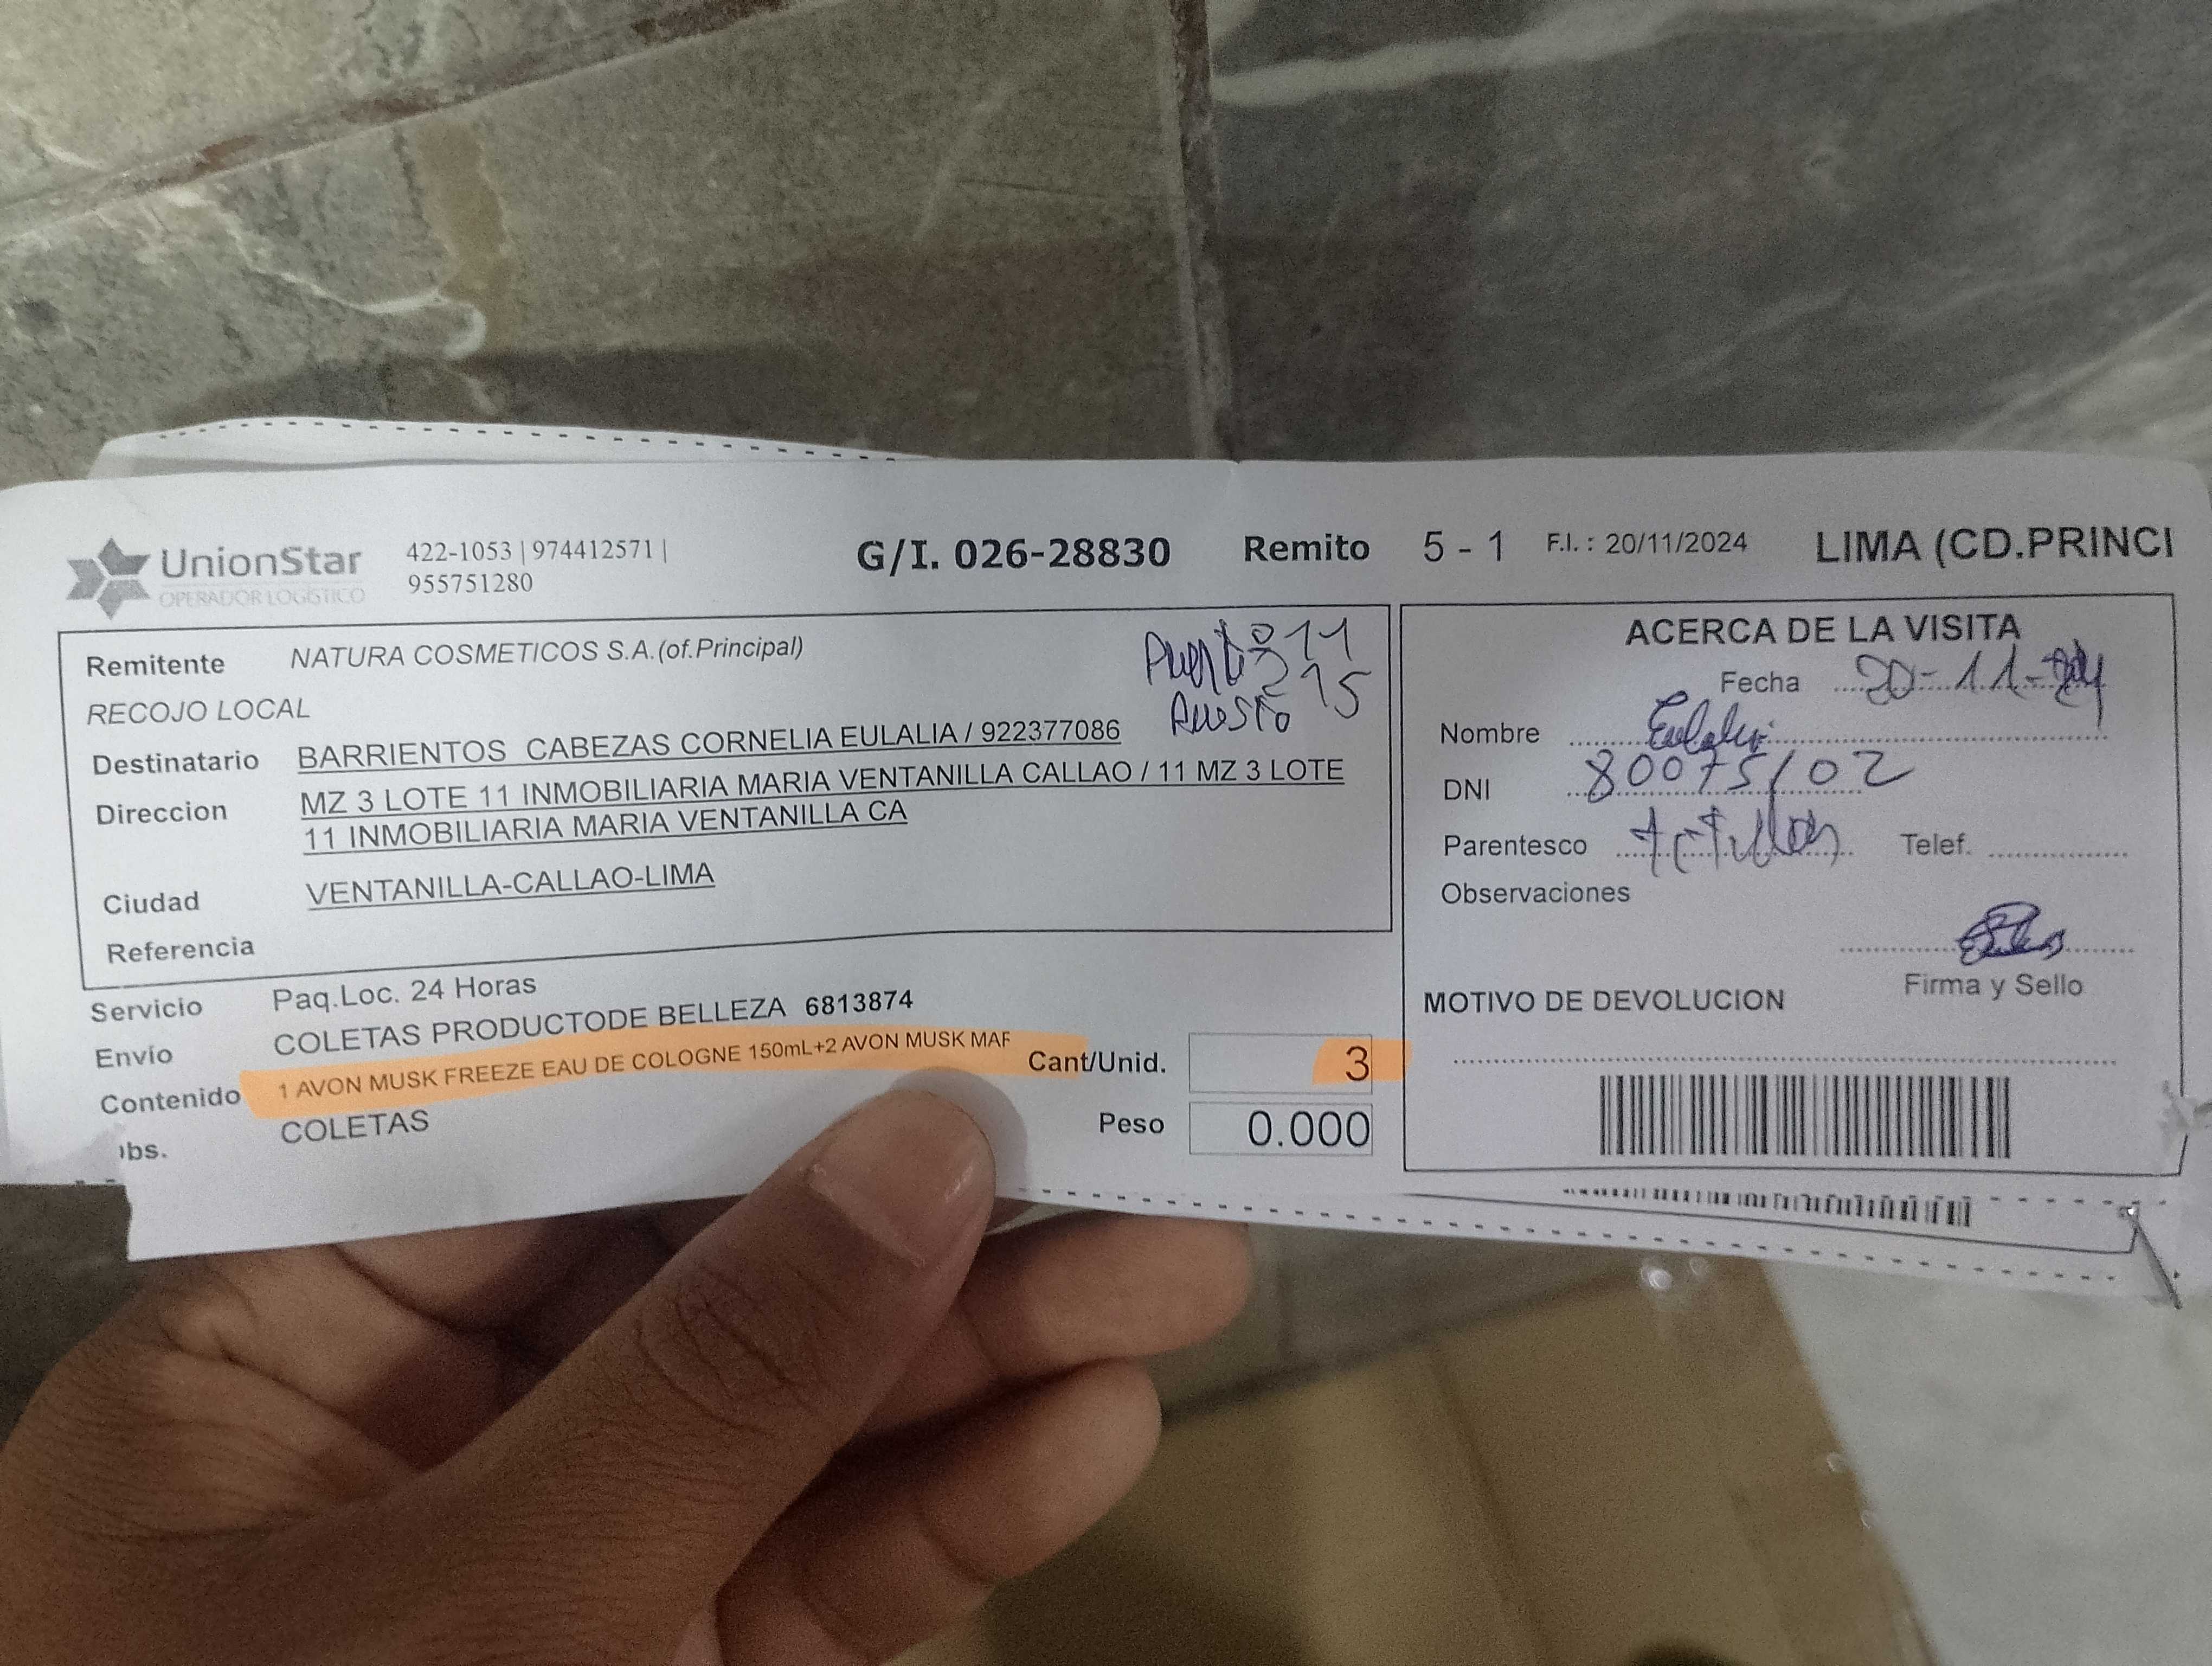 UnionStar
OPERADOR LOGÍSTICO
422-1053 | 974412571 |
955751280
G/I. 026-28830 Remito 5 - 1 F.I. : 20/11/2024 LIMA (CD.PRINCI
Remitente NATURA COSMETICOS S.A.(of.Principal)
RECOJO LOCAL
Destinatario BARRIENTOS CABEZAS CORNELIA EULALIA / 922377086
Direccion MZ 3 LOTE 11 INMOBILIARIA MARIA VENTANILLA CALLAO / 11 MZ 3 LOTE
11 INMOBILIARIA MARIA VENTANILLA CA
Ciudad VENTANILLA-CALLAO-LIMA
Referencia
11
15
Servicio Paq.Loc. 24 Horas
Envío COLETAS PRODUCTODE BELLEZA 6813874
Contenido 1 AVON MUSK FREEZE EAU DE COLOGNE 150mL+2 AVON MUSK MAR
bs. COLETAS
Cant/Unid. 3
Peso 0.000
ACERCA DE LA VISITA
Fecha 20-11-24
Nombre Eulalia
DNI 80075102
Parentesco Telef.
Observaciones
Firma y Sello
MOTIVO DE DEVOLUCION